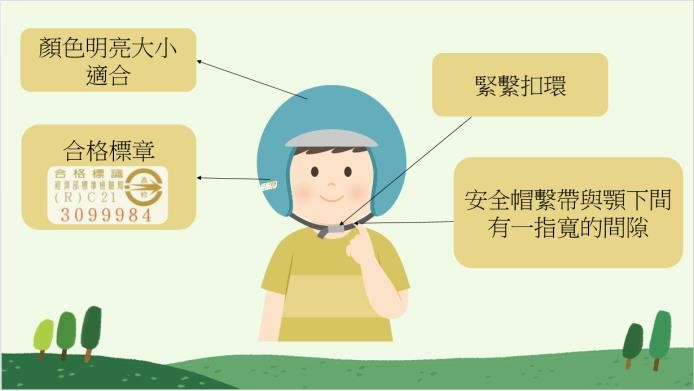 顏色明亮大小
適合
合格標章
合格標識
經濟部標準檢驗局
(R)C21
3099984
緊繫扣環
安全帽繫帶與顎下間
有一指寬的間隙